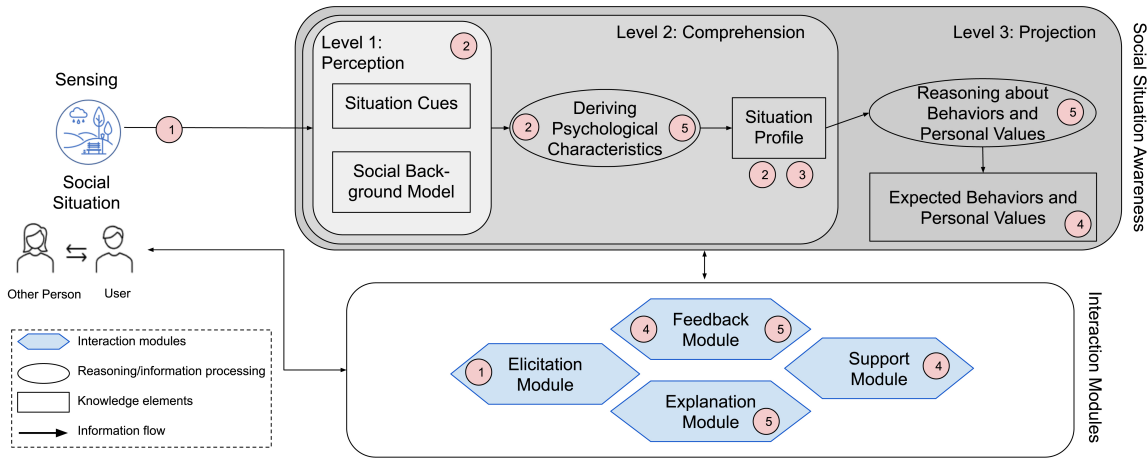 Sensing
1
Social
Situation
Other Person
User
Level 1:
Perception
2
Situation Cues
Social Back-
ground Model
Level 2: Comprehension
2
Deriving
Psychological
Characteristics
5
Situation
Profile
2
3
Level 3: Projection
Reasoning about
Behaviors and
Personal Values
5
Expected Behaviors and
Personal Values
4
Social Situation Awareness
Interaction modules
Reasoning/information processing
Knowledge elements
Information flow
1
Elicitation
Module
4
Feedback
Module
5
Explanation
Module
5
Support
Module
4
Interaction Modules